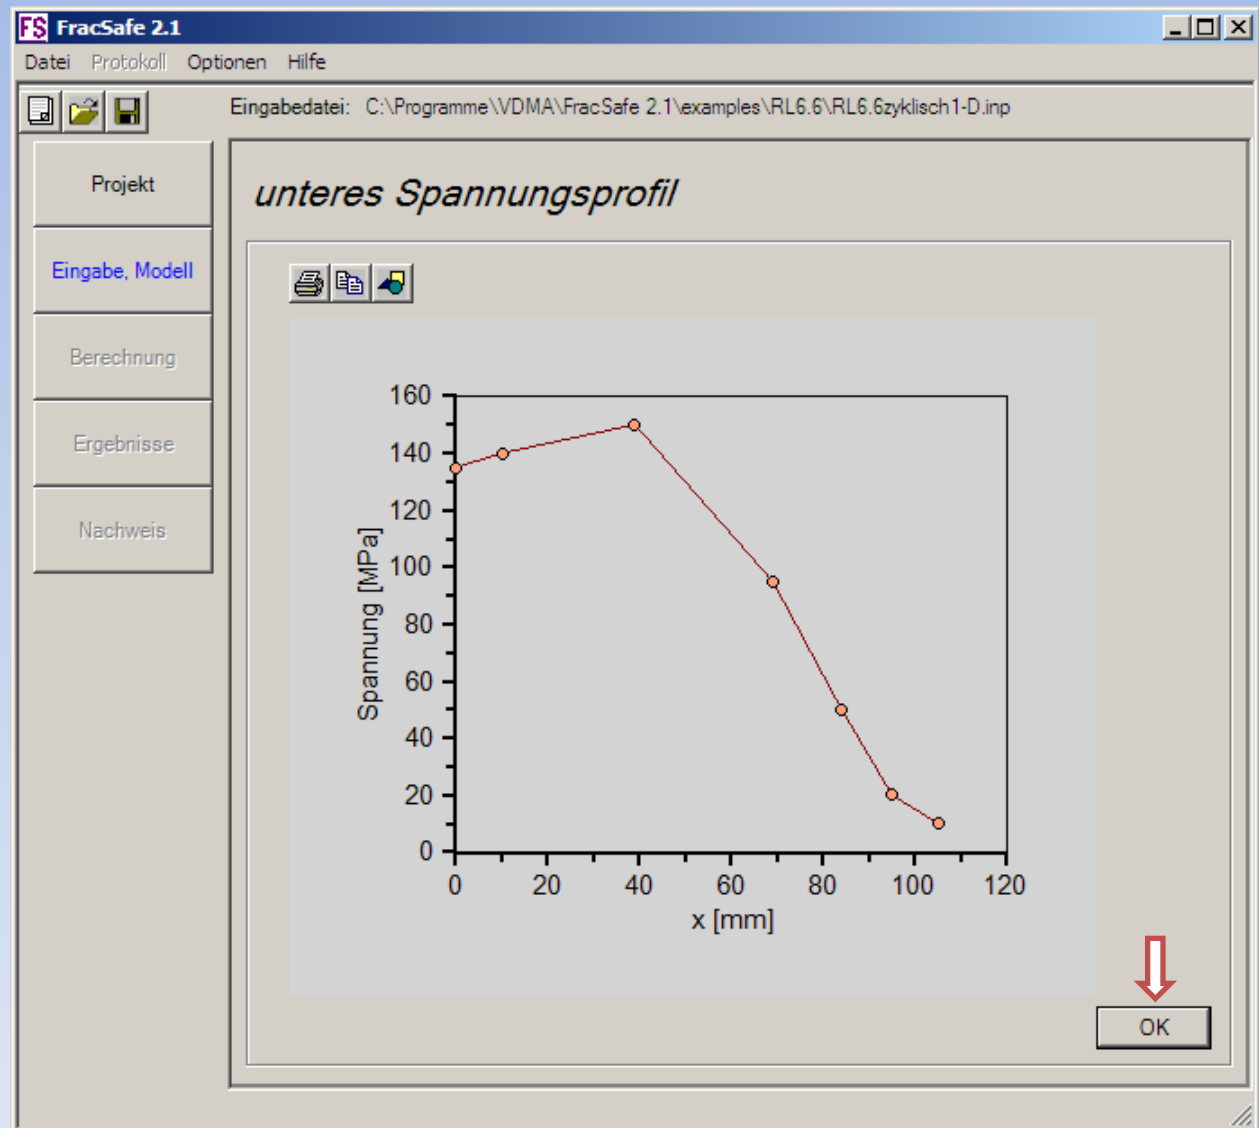 FS FracSafe 2.1
Datei Protokoll Optionen Hilfe
Eingabedatei: C:\Programme\VDMA\FracSafe 2.1\examples\RL6.6\RL6.6zyklisch1-D.inp
Projekt
Eingabe, Modell
Berechnung
Ergebnisse
Nachweis
unteres Spannungsprofil
Spannung [MPa]
160
140
120
100
80
60
40
20
0
0 20 40 60 80 100 120
x [mm]
OK